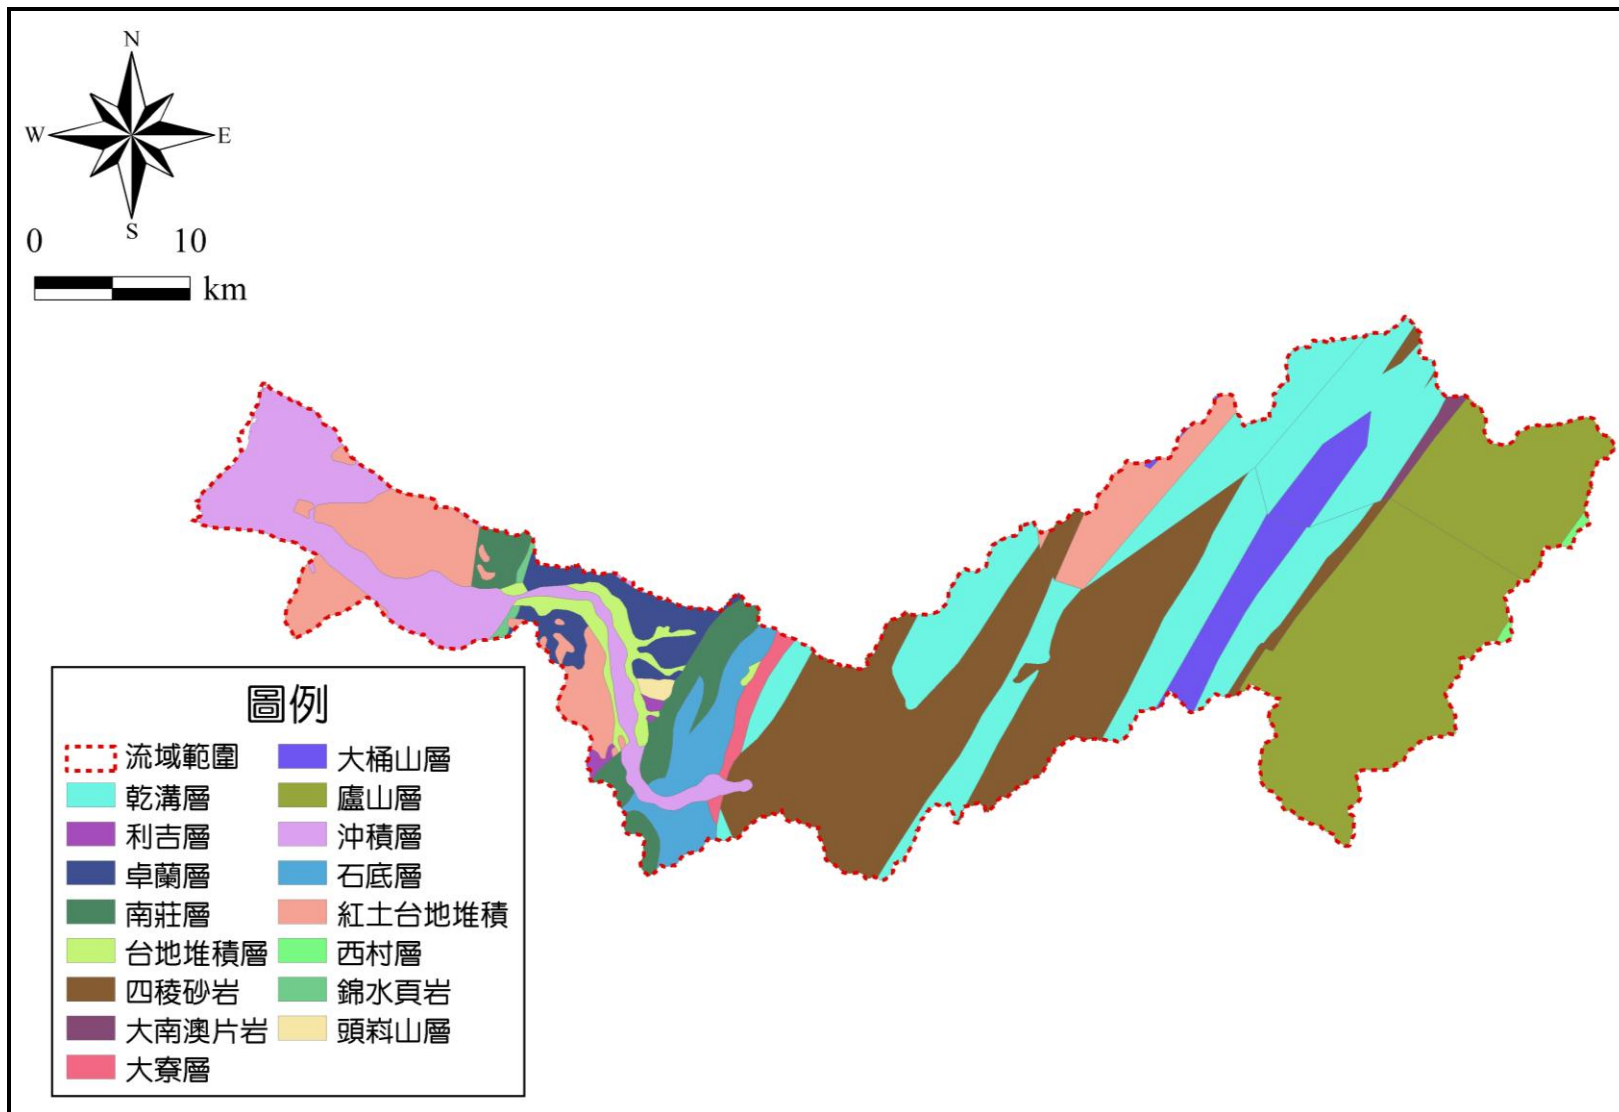 N
W E
S
0 10
km
圖例
流域範圍
乾溝層
利吉層
卓蘭層
南莊層
台地堆積層
四稜砂岩
大南澳片岩
大寮層
大桶山層
廬山層
沖積層
石底層
紅土台地堆積
西村層
錦水頁岩
頭嵙山層